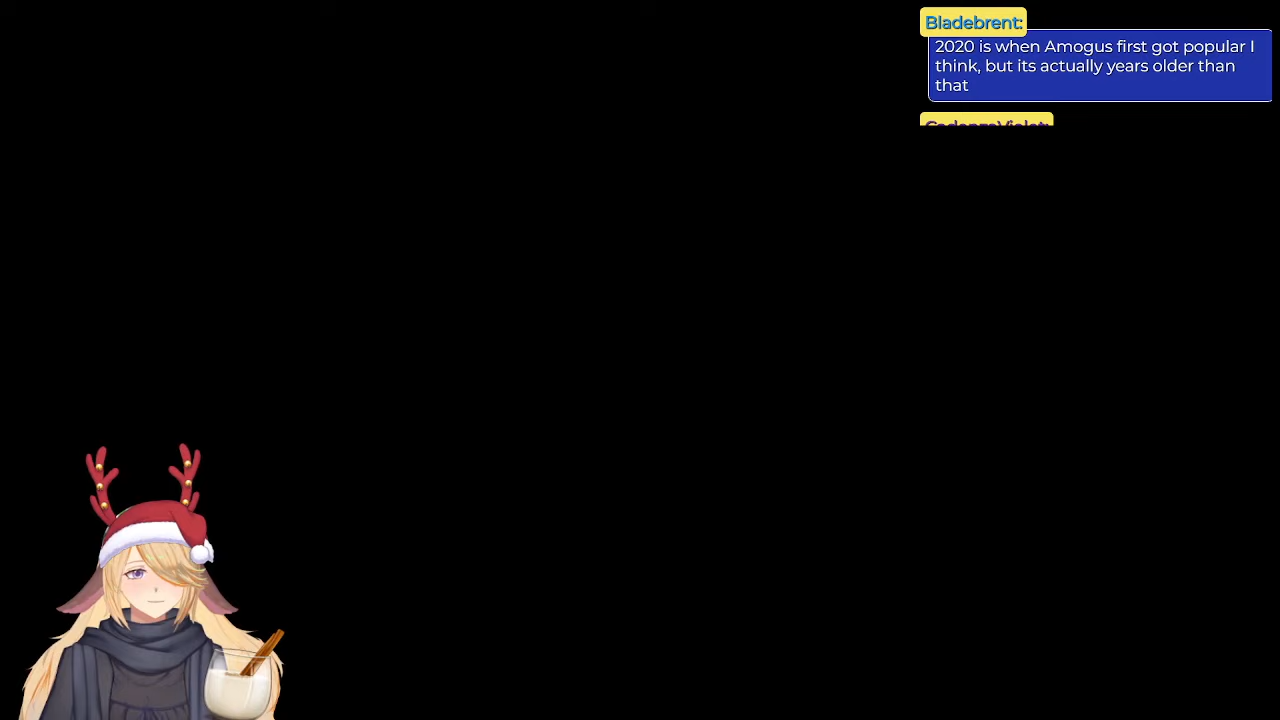 Bladebrent:
2020 is when Amogus first got popular I
think, but its actually years older than
that